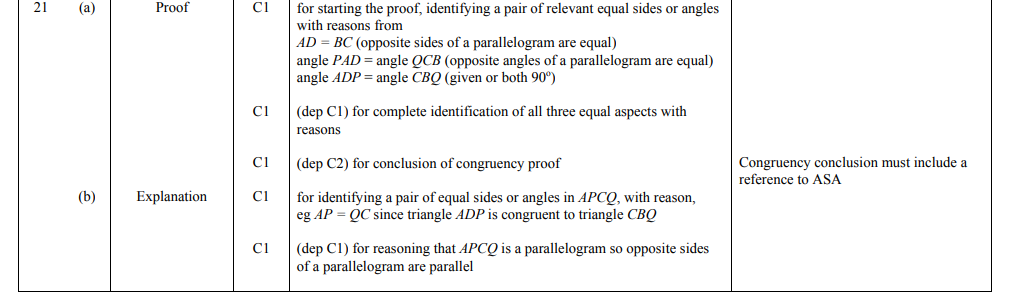 21 (a) Proof C1 for starting the proof, identifying a pair of relevant equal sides or angles
with reasons from
AD = BC (opposite sides of a parallelogram are equal)
angle PAD = angle QCB (opposite angles of a parallelogram are equal)
angle ADP = angle CBQ (given or both 90°)
C1 (dep C1) for complete identification of all three equal aspects with
reasons
C1 (dep C2) for conclusion of congruency proof Congruency conclusion must include a
reference to ASA
(b) Explanation C1 for identifying a pair of equal sides or angles in APCQ, with reason,
eg AP = QC since triangle ADP is congruent to triangle CBQ
C1 (dep C1) for reasoning that APCQ is a parallelogram so opposite sides
of a parallelogram are parallel